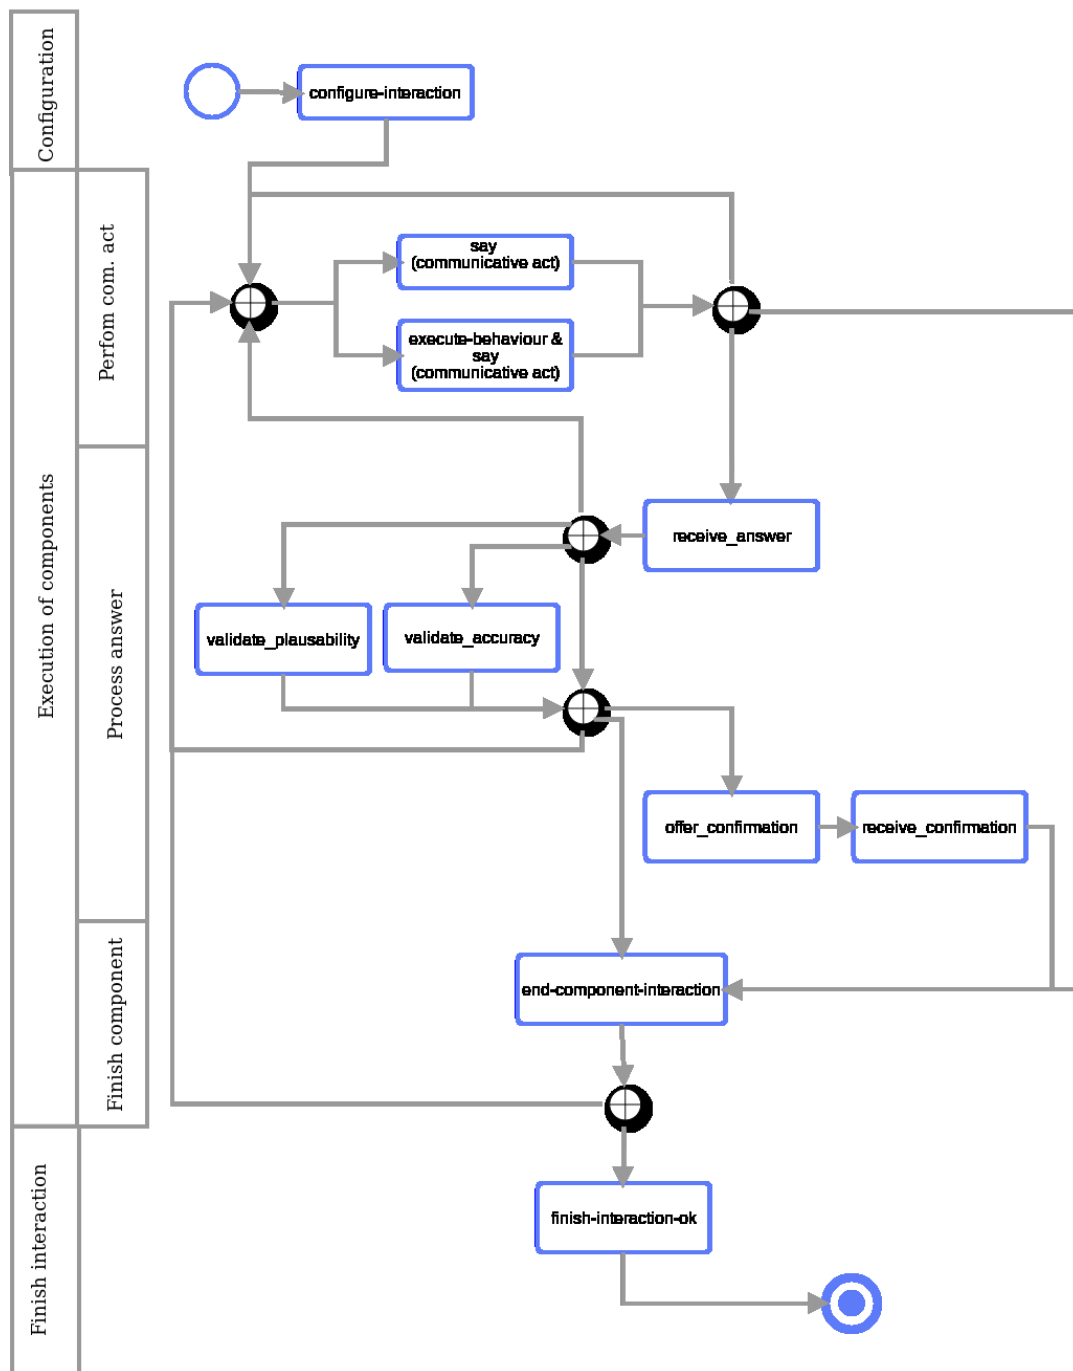 Configuration
configure-interaction
Execution of components
Perfom com. act
say
(communicative act)
execute-behaviour &
say
(communicative act)
Process answer
receive_answer
validate_plausability
validate_accuracy
offer_confirmation
receive_confirmation
Finish component
end-component-interaction
Finish interaction
finish-interaction-ok